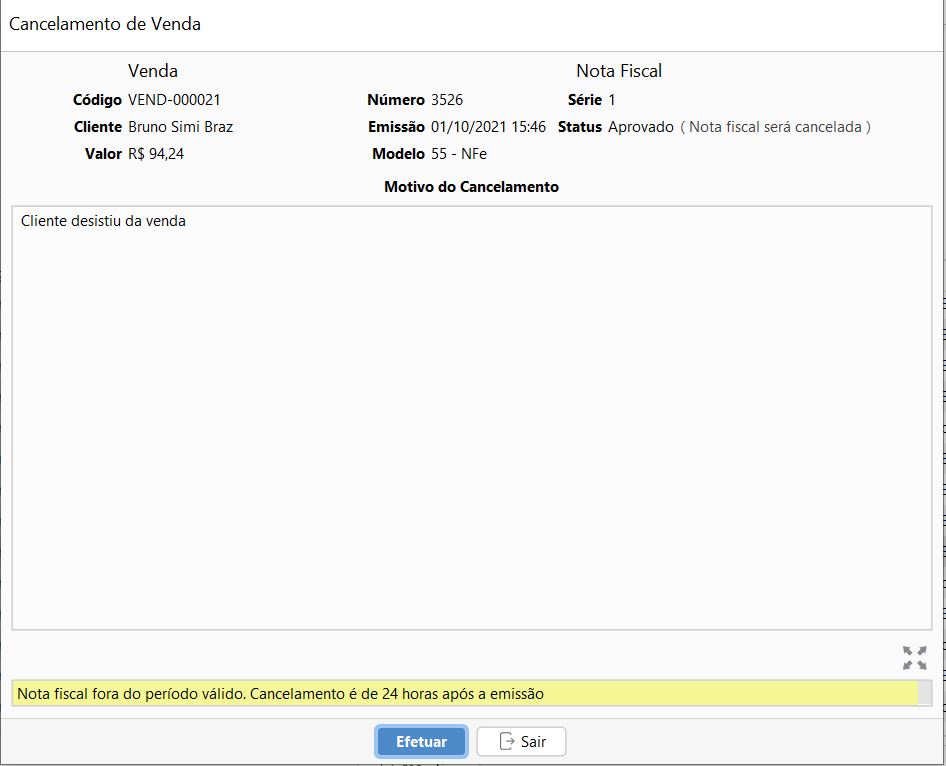 Cancelamento de Venda
Venda
Nota Fiscal
Código VEND-000021
Número 3526
Série 1
Cliente Bruno Simi Braz
Emissão 01/10/2021 15:46
Status Aprovado ( Nota fiscal será cancelada )
Valor R$ 94,24
Modelo 55 - NFe
Motivo do Cancelamento
Cliente desistiu da venda
Nota fiscal fora do período válido. Cancelamento é de 24 horas após a emissão
Efetuar
Sair